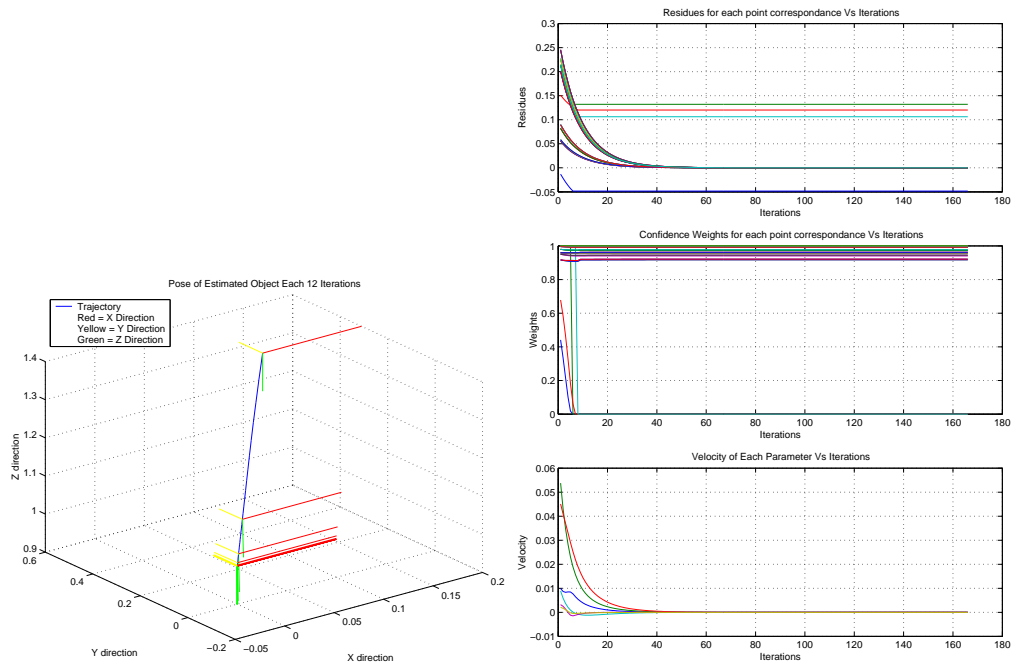 Residues for each point correspondance Vs Iterations
0.3
0.25
0.2
0.15
0.1
0.05
0
−0.05
Residues
0 20 40 60 80 100 120 140 160 180
Iterations
Confidence Weights for each point correspondance Vs Iterations
1
0.8
0.6
0.4
0.2
0
Weights
0 20 40 60 80 100 120 140 160 180
Iterations
Pose of Estimated Object Each 12 Iterations
Trajectory
Red = X Direction
Yellow = Y Direction
Green = Z Direction
1.4
1.3
1.2
1.1
1
0.9
Z direction
0.6
0.4
0.2
0
−0.2
Y direction
−0.05
0
0.05
0.1
0.15
0.2
X direction
Velocity of Each Parameter Vs Iterations
0.06
0.05
0.04
0.03
0.02
0.01
0
−0.01
Velocity
0 20 40 60 80 100 120 140 160 180
Iterations